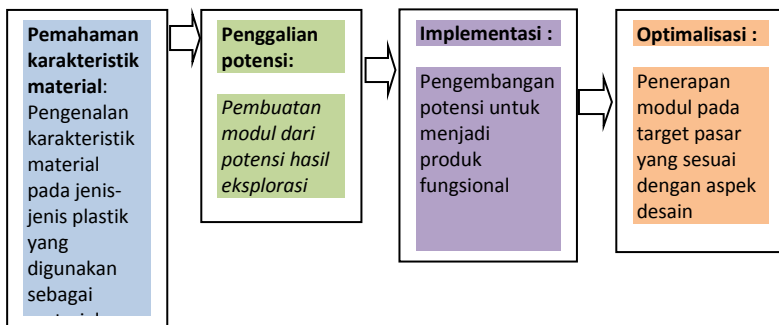 Pemahaman
karakteristik
material:
Pengenalan
karakteristik
material
pada jenis-
jenis plastik
yang
digunakan
sebagai
Penggalian
potensi:
Pembuatan
modul dari
potensi hasil
eksplorasi
Implementasi :
Pengembangan
potensi untuk
menjadi
produk
fungsional
Optimalisasi :
Penerapan
modul pada
target pasar
yang sesuai
dengan aspek
desain